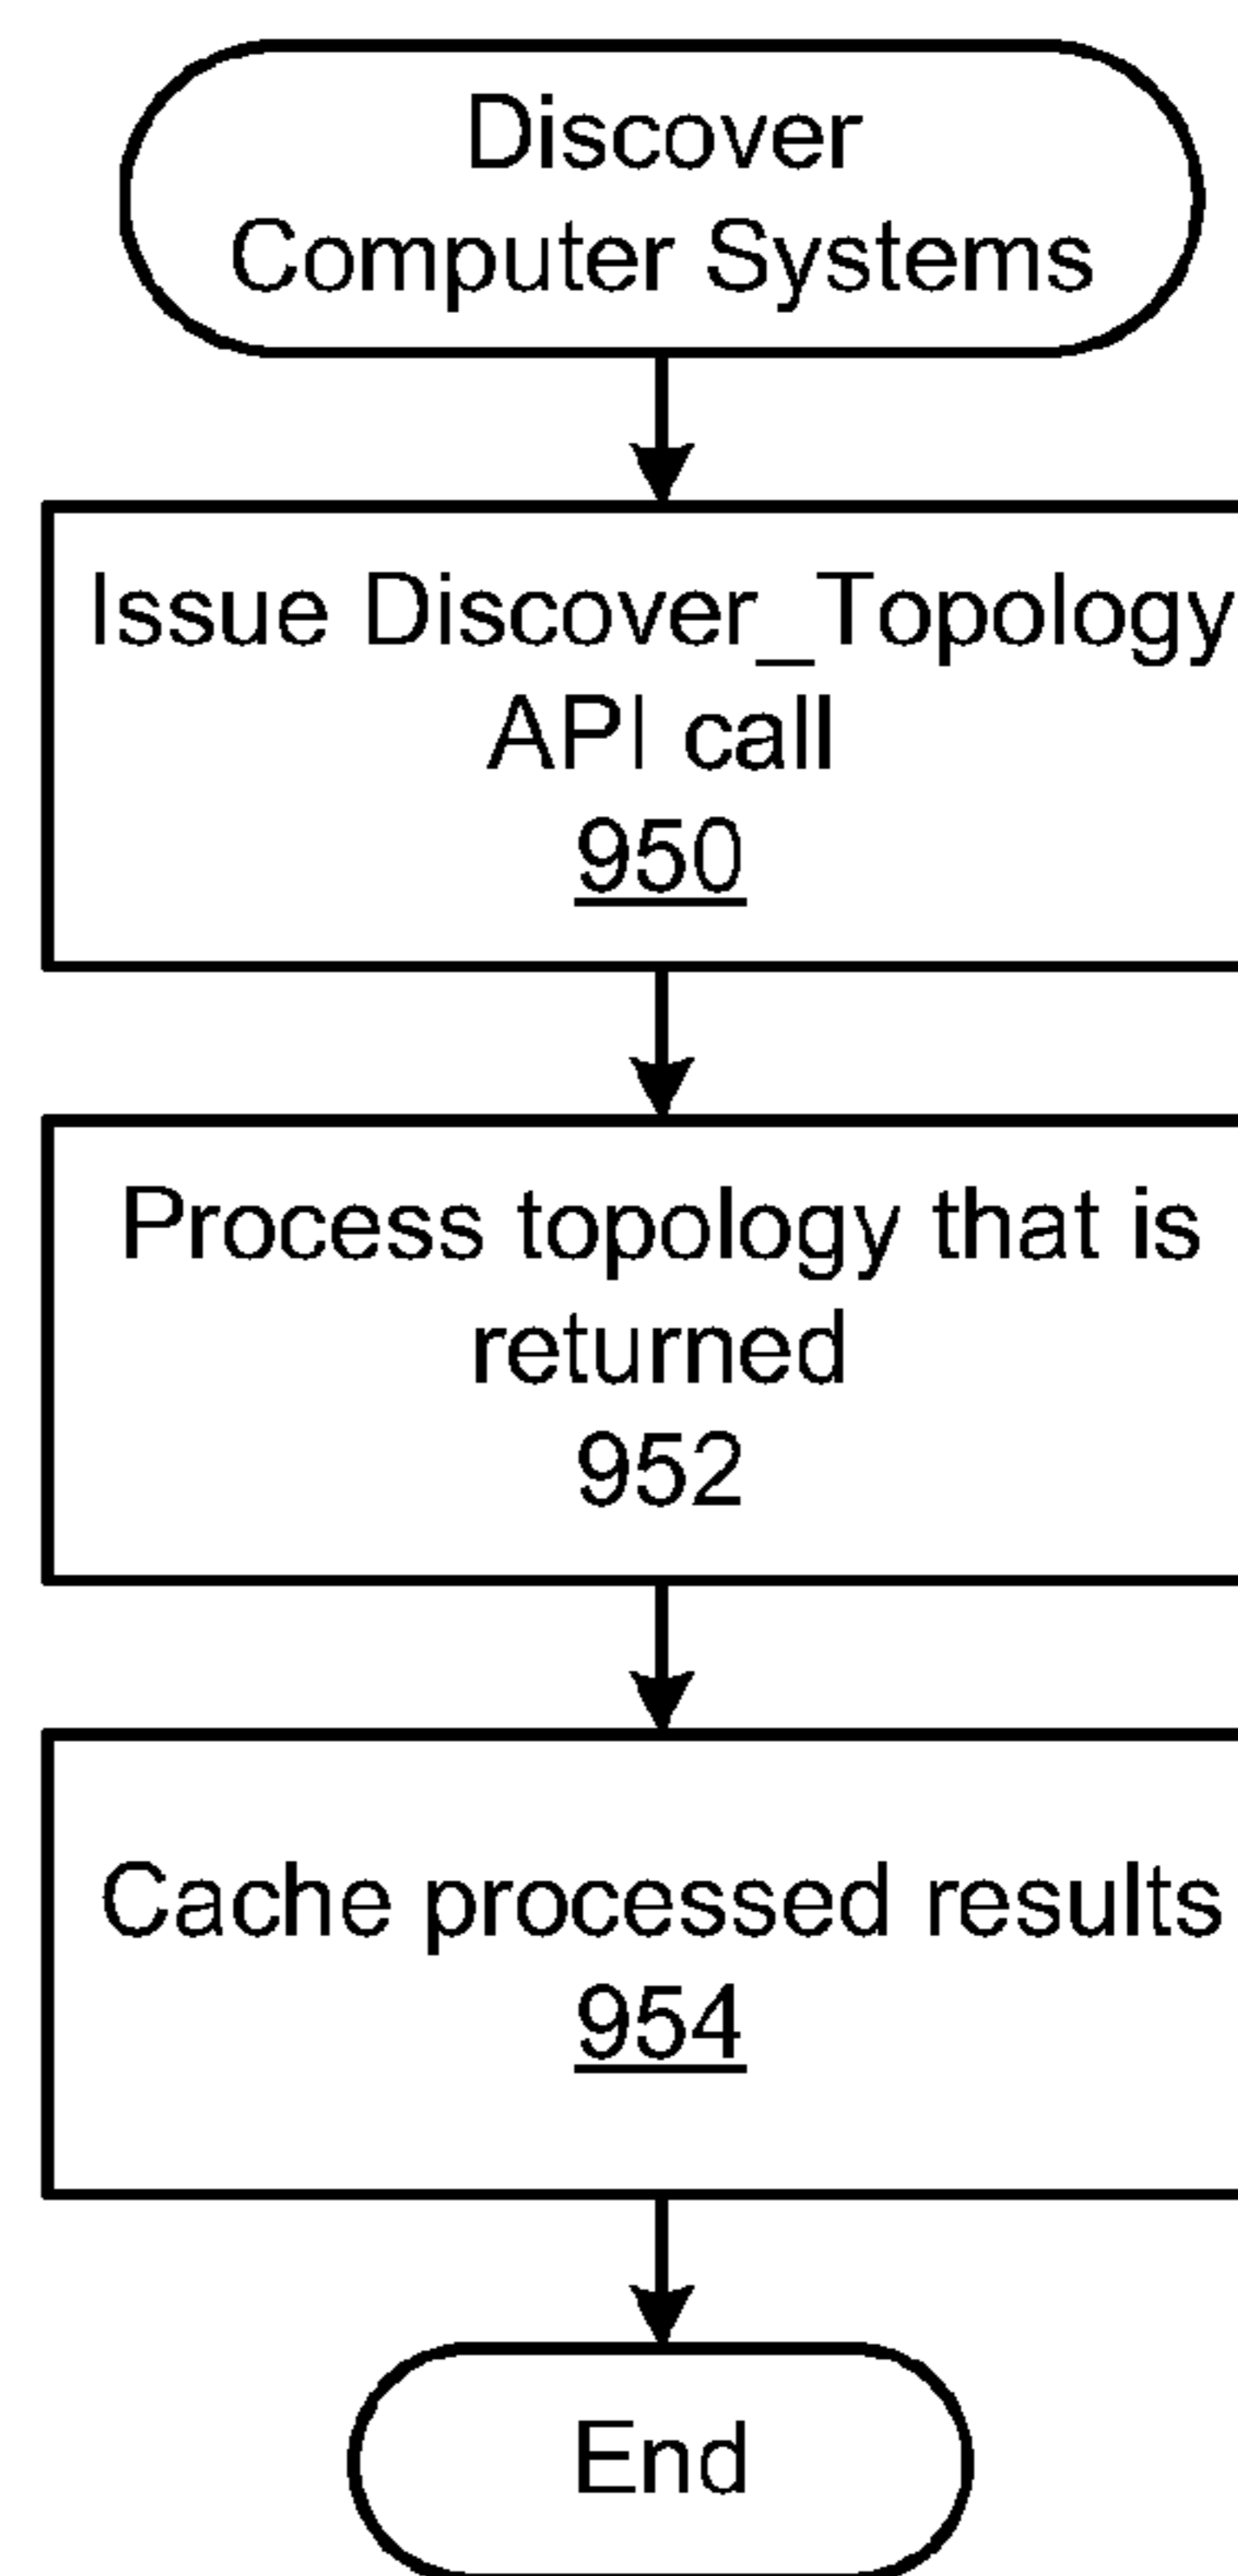 Discover
Computer Systems
Issue Discover_Topology
API call
950
Process topology that is
returned
952
Cache processed results
954
End